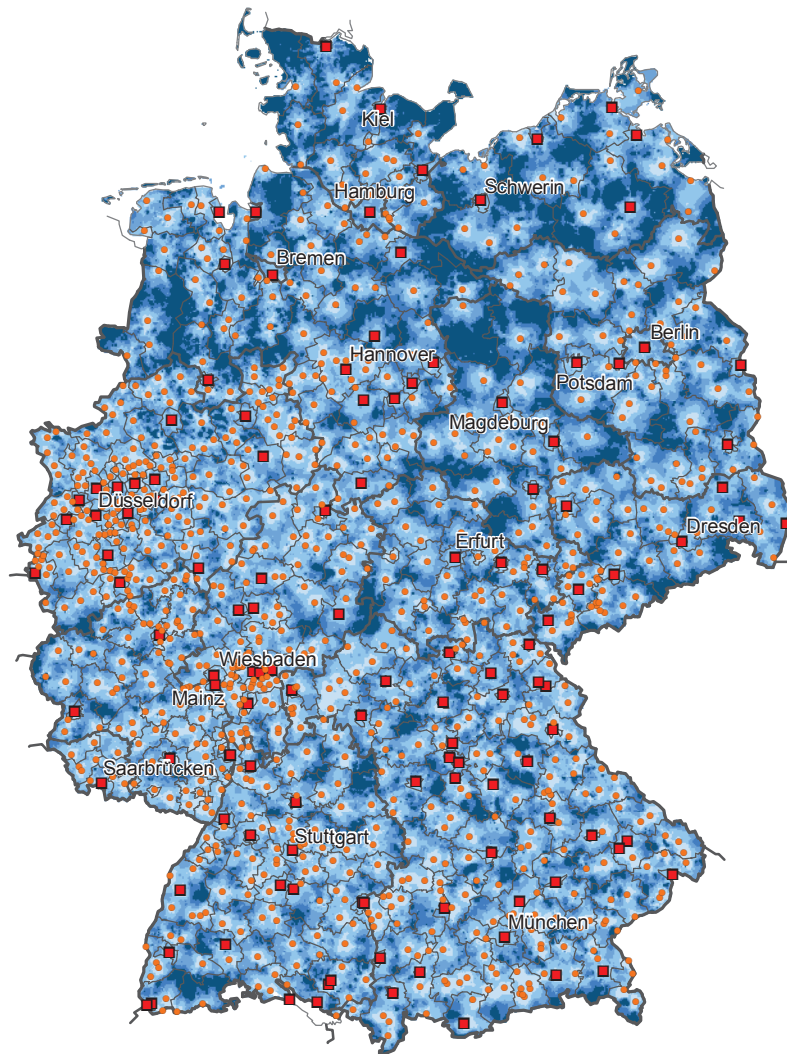 Kiel
Hamburg
Schwerin
Bremen
Berlin
Hannover
Potsdam
Magdeburg
Düsseldorf
Dresden
Erfurt
Wiesbaden
Mainz
Saarbrücken
Stuttgart
München